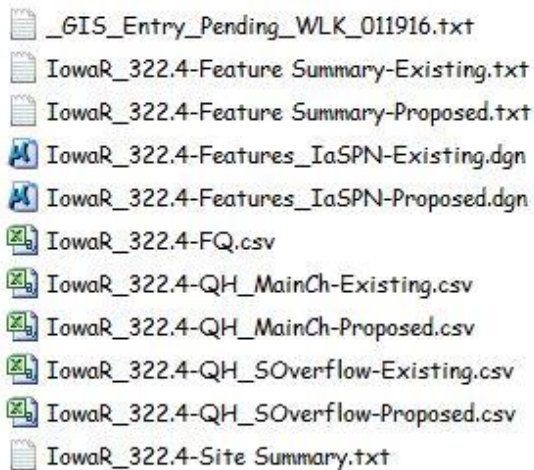 _GIS_Entry_Pending_WLK_011916.txt
IowaR_322.4-Feature Summary-Existing.txt
IowaR_322.4-Feature Summary-Proposed.txt
IowaR_322.4-Features_IaSPN-Existing.dgn
IowaR_322.4-Features_IaSPN-Proposed.dgn
IowaR_322.4-FQ.csv
IowaR_322.4-QH_MainCh-Existing.csv
IowaR_322.4-QH_MainCh-Proposed.csv
IowaR_322.4-QH_SOverflow-Existing.csv
IowaR_322.4-QH_SOverflow-Proposed.csv
IowaR_322.4-Site Summary.txt